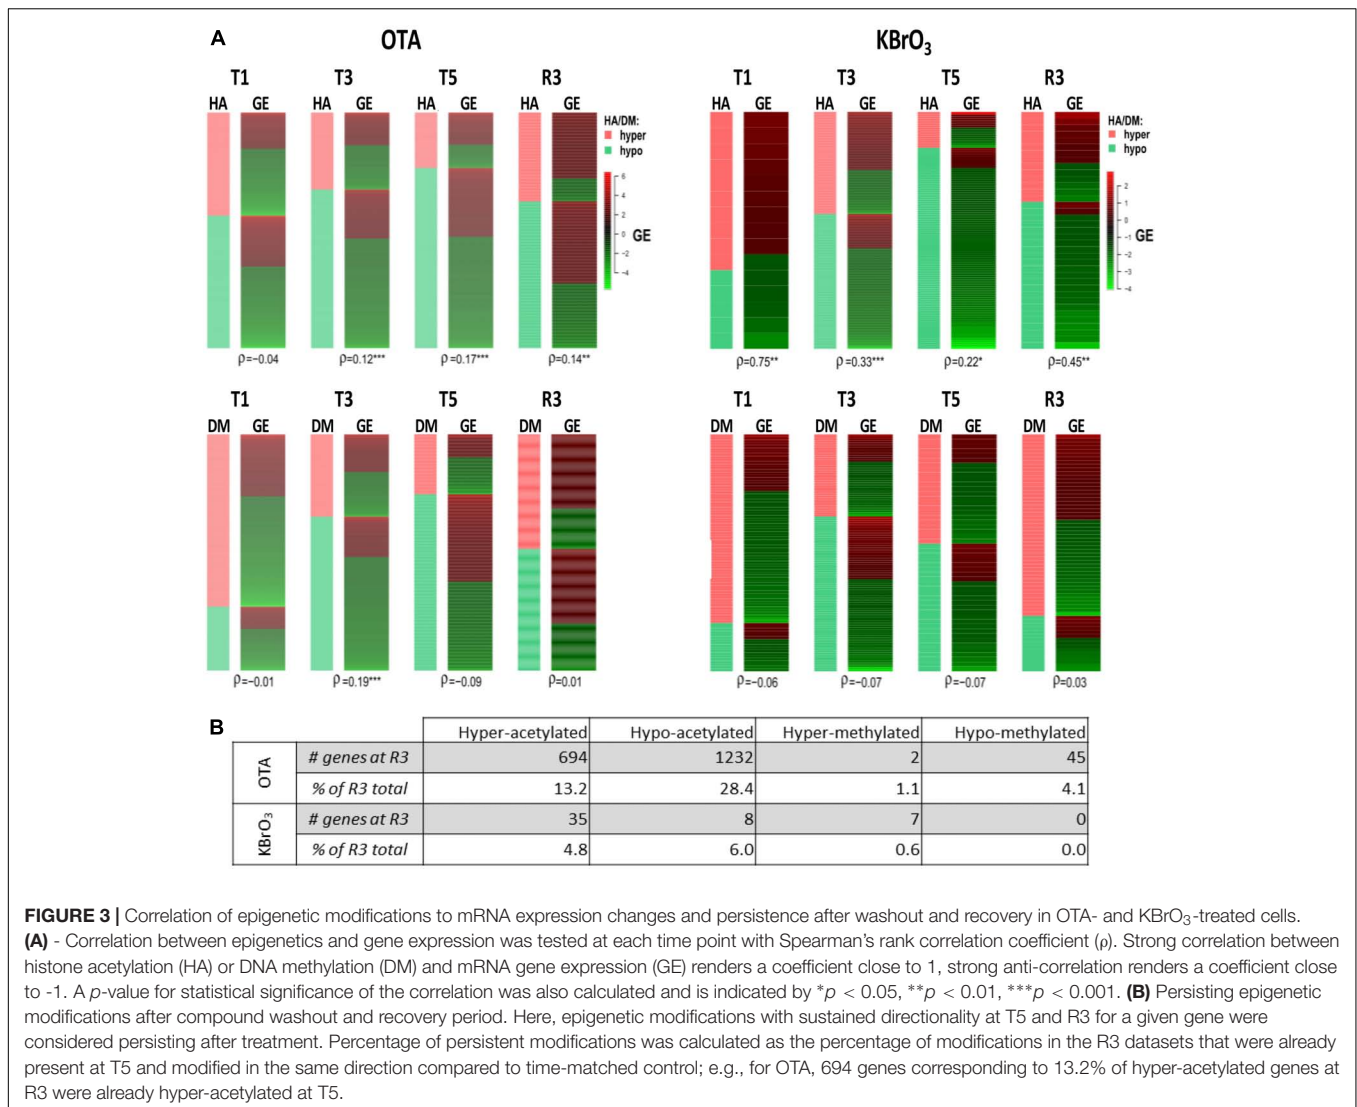 A
OTA
KBrO3
T1 T3 T5 R3
T1 T3 T5 R3
HA GE HA GE HA GE HA GE
HA GE HA GE HA GE HA GE
HA/DM:
hyper
hypo
6
4
2
0
−2
−4
GE
HA/DM:
hyper
hypo
2
1
0
−1
−2
−3
−4
GE
ρ=−0.04 ρ=0.12*** ρ=0.17*** ρ=0.14**
ρ=0.75** ρ=0.33*** ρ=0.22* ρ=0.45**
T1 T3 T5 R3
T1 T3 T5 R3
DM GE DM GE DM GE DM GE
DM GE DM GE DM GE DM GE
ρ=−0.01 ρ=0.19*** ρ=−0.09 ρ=0.01
ρ=−0.06 ρ=−0.07 ρ=−0.07 ρ=0.03
B
Hyper-acetylated Hypo-acetylated Hyper-methylated Hypo-methylated
OTA
# genes at R3 694 1232 2 45
% of R3 total 13.2 28.4 1.1 4.1
KBrO3
# genes at R3 35 8 7 0
% of R3 total 4.8 6.0 0.6 0.0
FIGURE 3 | Correlation of epigenetic modifications to mRNA expression changes and persistence after washout and recovery in OTA- and KBrO3-treated cells.
(A) - Correlation between epigenetics and gene expression was tested at each time point with Spearman's rank correlation coefficient (ρ). Strong correlation between
histone acetylation (HA) or DNA methylation (DM) and mRNA gene expression (GE) renders a coefficient close to 1, strong anti-correlation renders a coefficient close
to -1. A p-value for statistical significance of the correlation was also calculated and is indicated by *p < 0.05, **p < 0.01, ***p < 0.001. (B) Persisting epigenetic
modifications after compound washout and recovery period. Here, epigenetic modifications with sustained directionality at T5 and R3 for a given gene were
considered persisting after treatment. Percentage of persistent modifications was calculated as the percentage of modifications in the R3 datasets that were already
present at T5 and modified in the same direction compared to time-matched control; e.g., for OTA, 694 genes corresponding to 13.2% of hyper-acetylated genes at
R3 were already hyper-acetylated at T5.